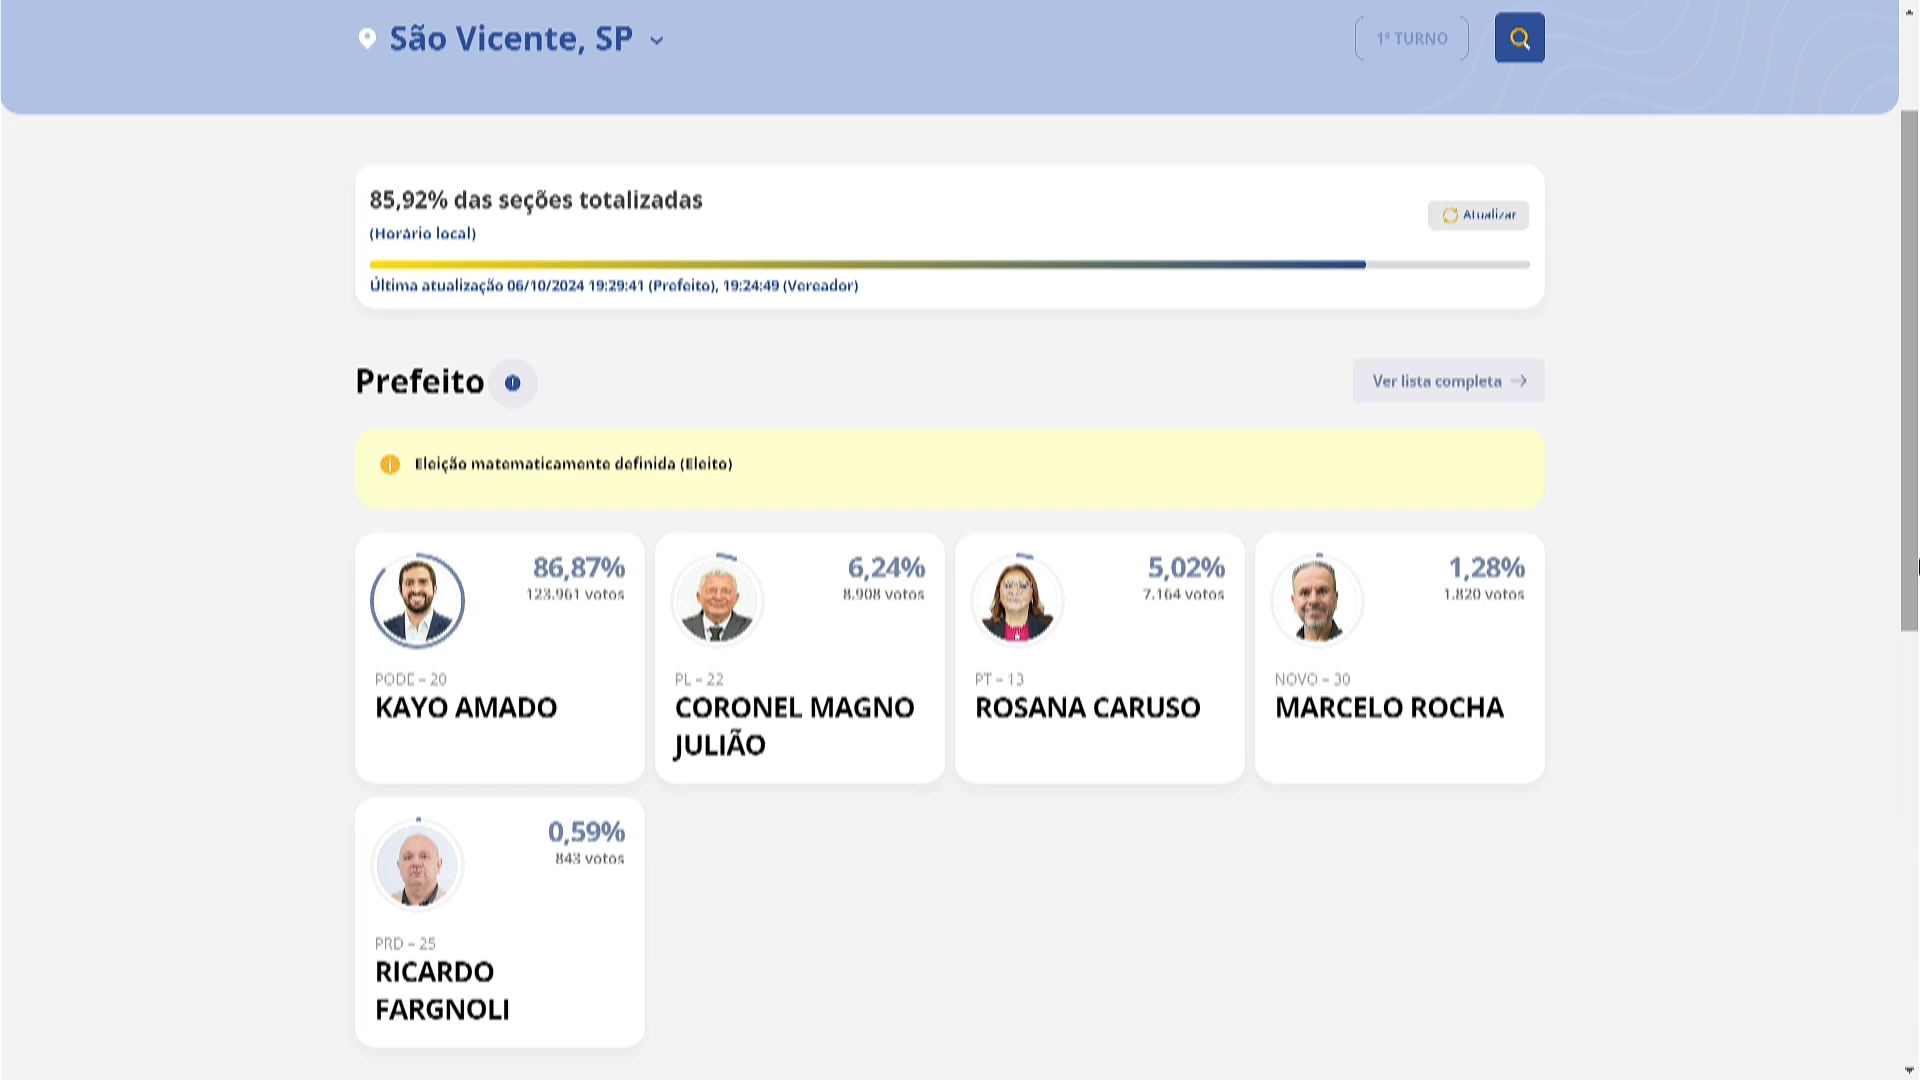 São Vicente, SP
1º TURNO
85,92% das seções totalizadas
Atualizar
(Horário local)
Última atualização 06/10/2024 19:29:41 (Prefeito), 19:24:49 (Vereador)
Prefeito
Ver lista completa
Eleição matematicamente definida (Eleito)
86,87%
123.961 votos
PODE – 20
KAYO AMADO
6,24%
8.908 votos
PL – 22
CORONEL MAGNO
JULIÃO
5,02%
7.164 votos
PT – 13
ROSANA CARUSO
1,28%
1.820 votos
NOVO – 30
MARCELO ROCHA
0,59%
843 votos
PRD – 25
RICARDO
FARGNOLI